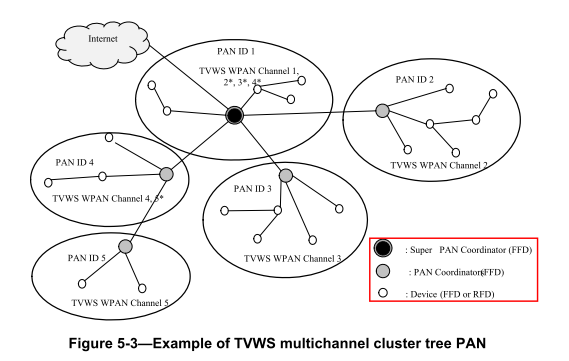 Internet
PAN ID 1
TVWS WPAN Channel 1,
2*, 3*, 4*
PAN ID 2
TVWS WPAN Channel 2
PAN ID 4
TVWS WPAN Channel 4, 5*
PAN ID 3
TVWS WPAN Channel 3
PAN ID 5
TVWS WPAN Channel 5
: Super PAN Coordinator (FFD)
: PAN Coordinator(FFD)
: Device (FFD or RFD)
Figure 5-3—Example of TVWS multichannel cluster tree PAN